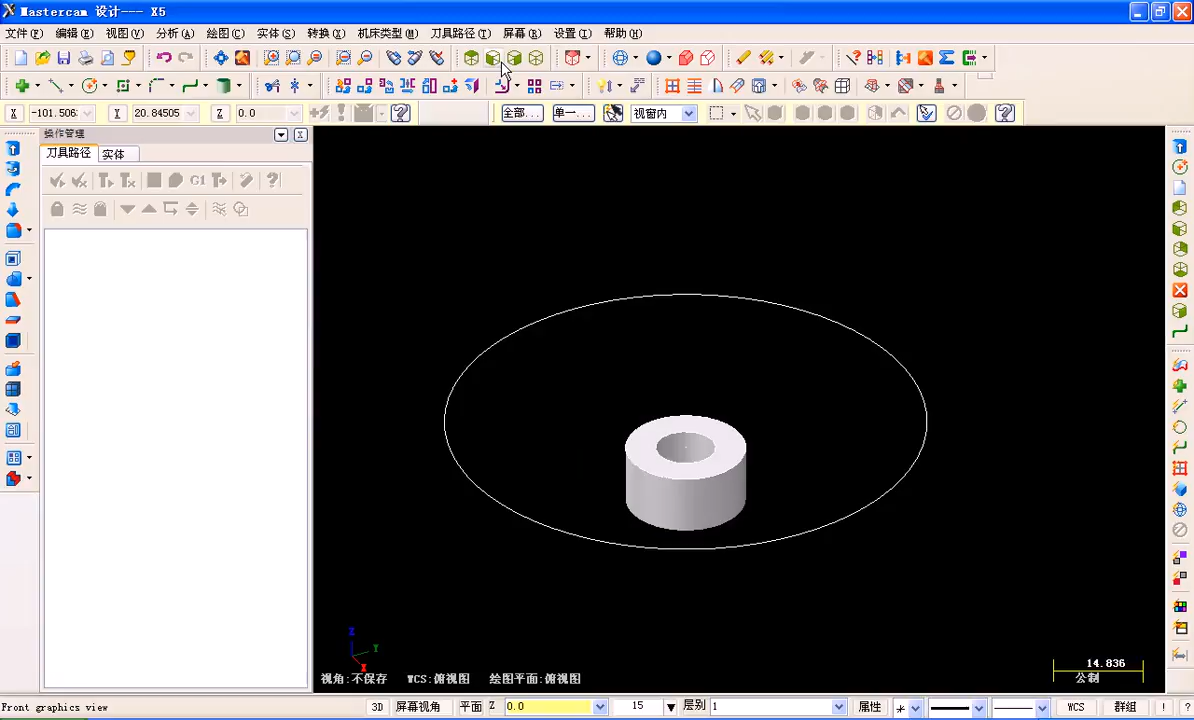 Mastercam 设计--- X5
文件(F) 编辑(E) 视图(V) 分析(A) 绘图(C) 实体(S) 转换(X) 机床类型(M) 刀具路径(T) 屏幕(R) 设置(I) 帮助(H)
X -101.506 Y 20.84505 Z 0.0 全部... 单一... 视窗内
操作管理
刀具路径 实体
G1
Z
Y
X
14.836
公制
视角:不保存 WCS:俯视图 绘图平面:俯视图
Front graphics view 3D 屏幕视角 平面 Z 0.0 15 层别 1 属性 WCS 群组 ! ?